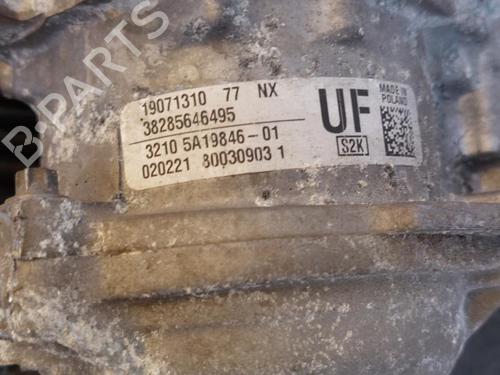 19071310 77 NX
38285646495
3210 5A19846-01
020221 80030903 1
UF
S2K
MADE IN
POLAND
B-PARTS